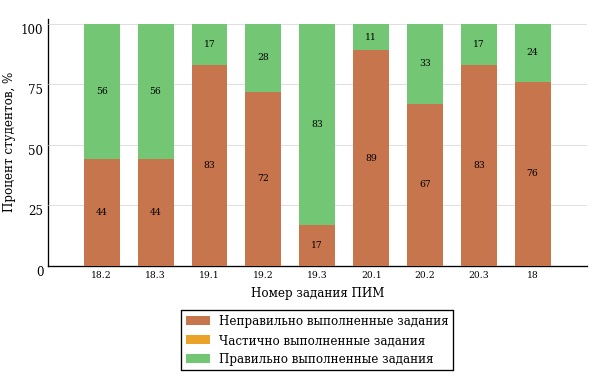 Процент студентов, %
100
75
50
25
0
56 56 17 28 83 11 33 17 24
44 44 83 72 17 89 67 83 76
18.2 18.3 19.1 19.2 19.3 20.1 20.2 20.3 18
Номер задания ПИМ
Неправильно выполненные задания
Частично выполненные задания
Правильно выполненные задания